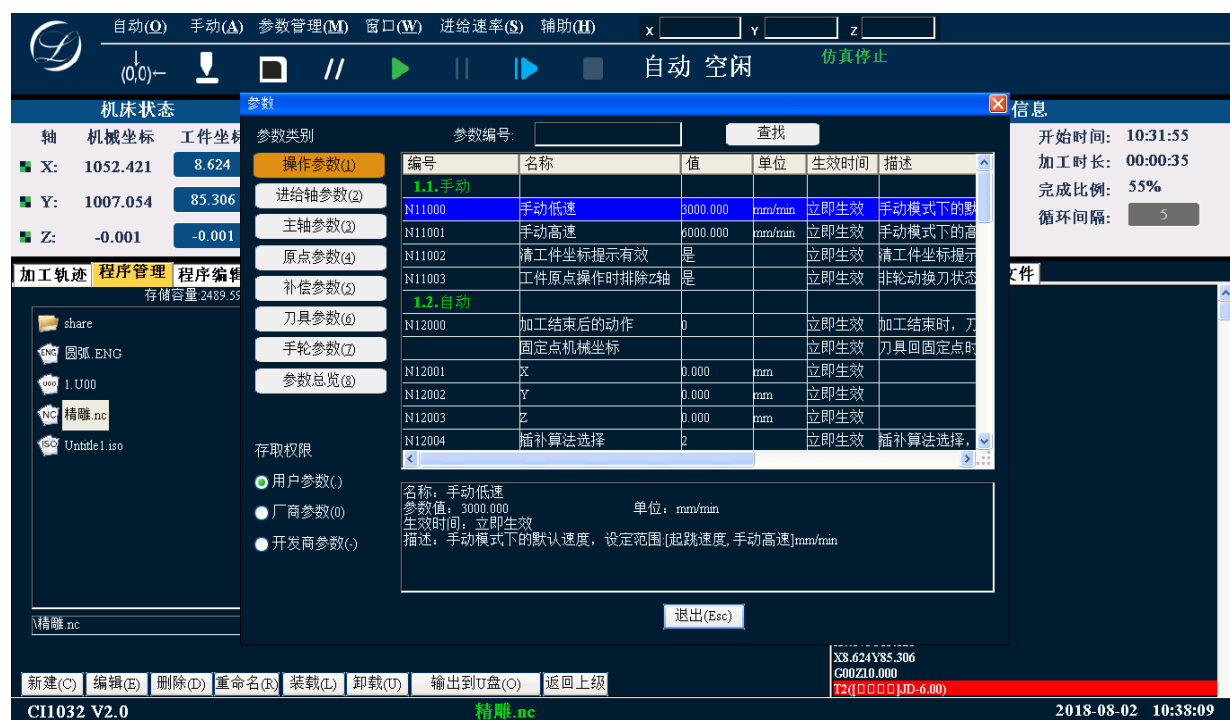 自动(O) 手动(A) 参数管理(M) 窗口(W) 进给速率(S) 辅助(H) X Y Z
(0,0)← // 自动 空闲 仿真停止
机床状态
轴 机械坐标 工件坐标
X: 1052.421 8.624
Y: 1007.054 85.306
Z: -0.001 -0.001
信息
开始时间: 10:31:55
加工时长: 00:00:35
完成比例: 55%
循环间隔: 5
加工轨迹 程序管理 程序编辑
文件
存储容量:2489.59
share
圆弧.ENG
1.U00
精雕.nc
Untitle1.iso
\精雕.nc
参数
参数类别 参数编号: 查找
操作参数(1)
进给轴参数(2)
主轴参数(3)
原点参数(4)
补偿参数(5)
刀具参数(6)
手轮参数(7)
参数总览(8)
存取权限
用户参数(.)
厂商参数(0)
开发商参数(-)
编号 名称 值 单位 生效时间 描述
1.1.手动
N11000 手动低速 3000.000 mm/min 立即生效 手动模式下的默
N11001 手动高速 6000.000 mm/min 立即生效 手动模式下的高
N11002 清工件坐标提示有效 是 立即生效 清工件坐标提示
N11003 工件原点操作时排除Z轴 是 立即生效 非轮动换刀状态
1.2.自动
N12000 加工结束后的动作 0 立即生效 加工结束时，刀
固定点机械坐标 立即生效 刀具回固定点时
N12001 X 0.000 mm 立即生效
N12002 Y 0.000 mm 立即生效
N12003 Z 0.000 mm 立即生效
N12004 插补算法选择 2 立即生效 插补算法选择，
名称：手动低速
参数值：3000.000 单位：mm/min
生效时间：立即生效
描述：手动模式下的默认速度，设定范围:[起跳速度,手动高速]mm/min
退出(Esc)
X8.624Y85.306
G00Z10.000
T2([□□□□]JD-6.00)
新建(C) 编辑(E) 删除(D) 重命名(R) 装载(L) 卸载(U) 输出到U盘(O) 返回上级
CI1032 V2.0 精雕.nc 2018-08-02 10:38:09